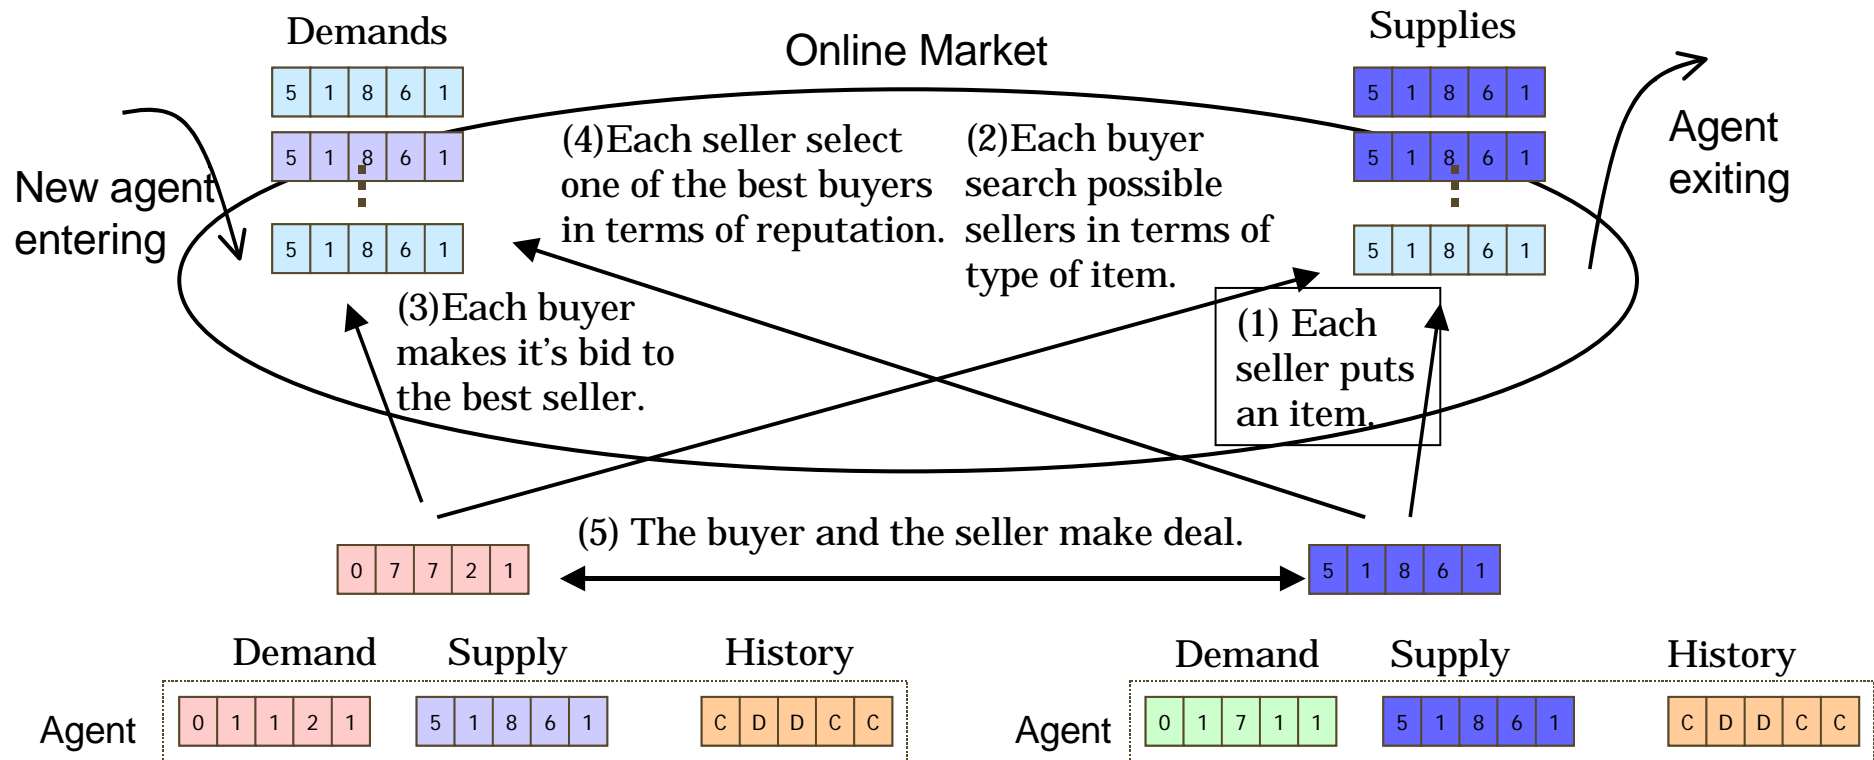 Demands
Online Market
Supplies
5 1 8 6 1
5 1 8 6 1
5 1 8 6 1
5 1 8 6 1
5 1 8 6 1
5 1 8 6 1
New agent
entering
(4)Each seller select
one of the best buyers
in terms of reputation.
(2)Each buyer
search possible
sellers in terms of
type of item.
Agent
exiting
(3)Each buyer
makes it's bid to
the best seller.
(1) Each
seller puts
an item.
(5) The buyer and the seller make deal.
0 7 7 2 1
5 1 8 6 1
Demand Supply History
Agent 0 1 1 2 1 5 1 8 6 1 C D D C C
Demand Supply History
Agent 0 1 7 1 1 5 1 8 6 1 C D D C C